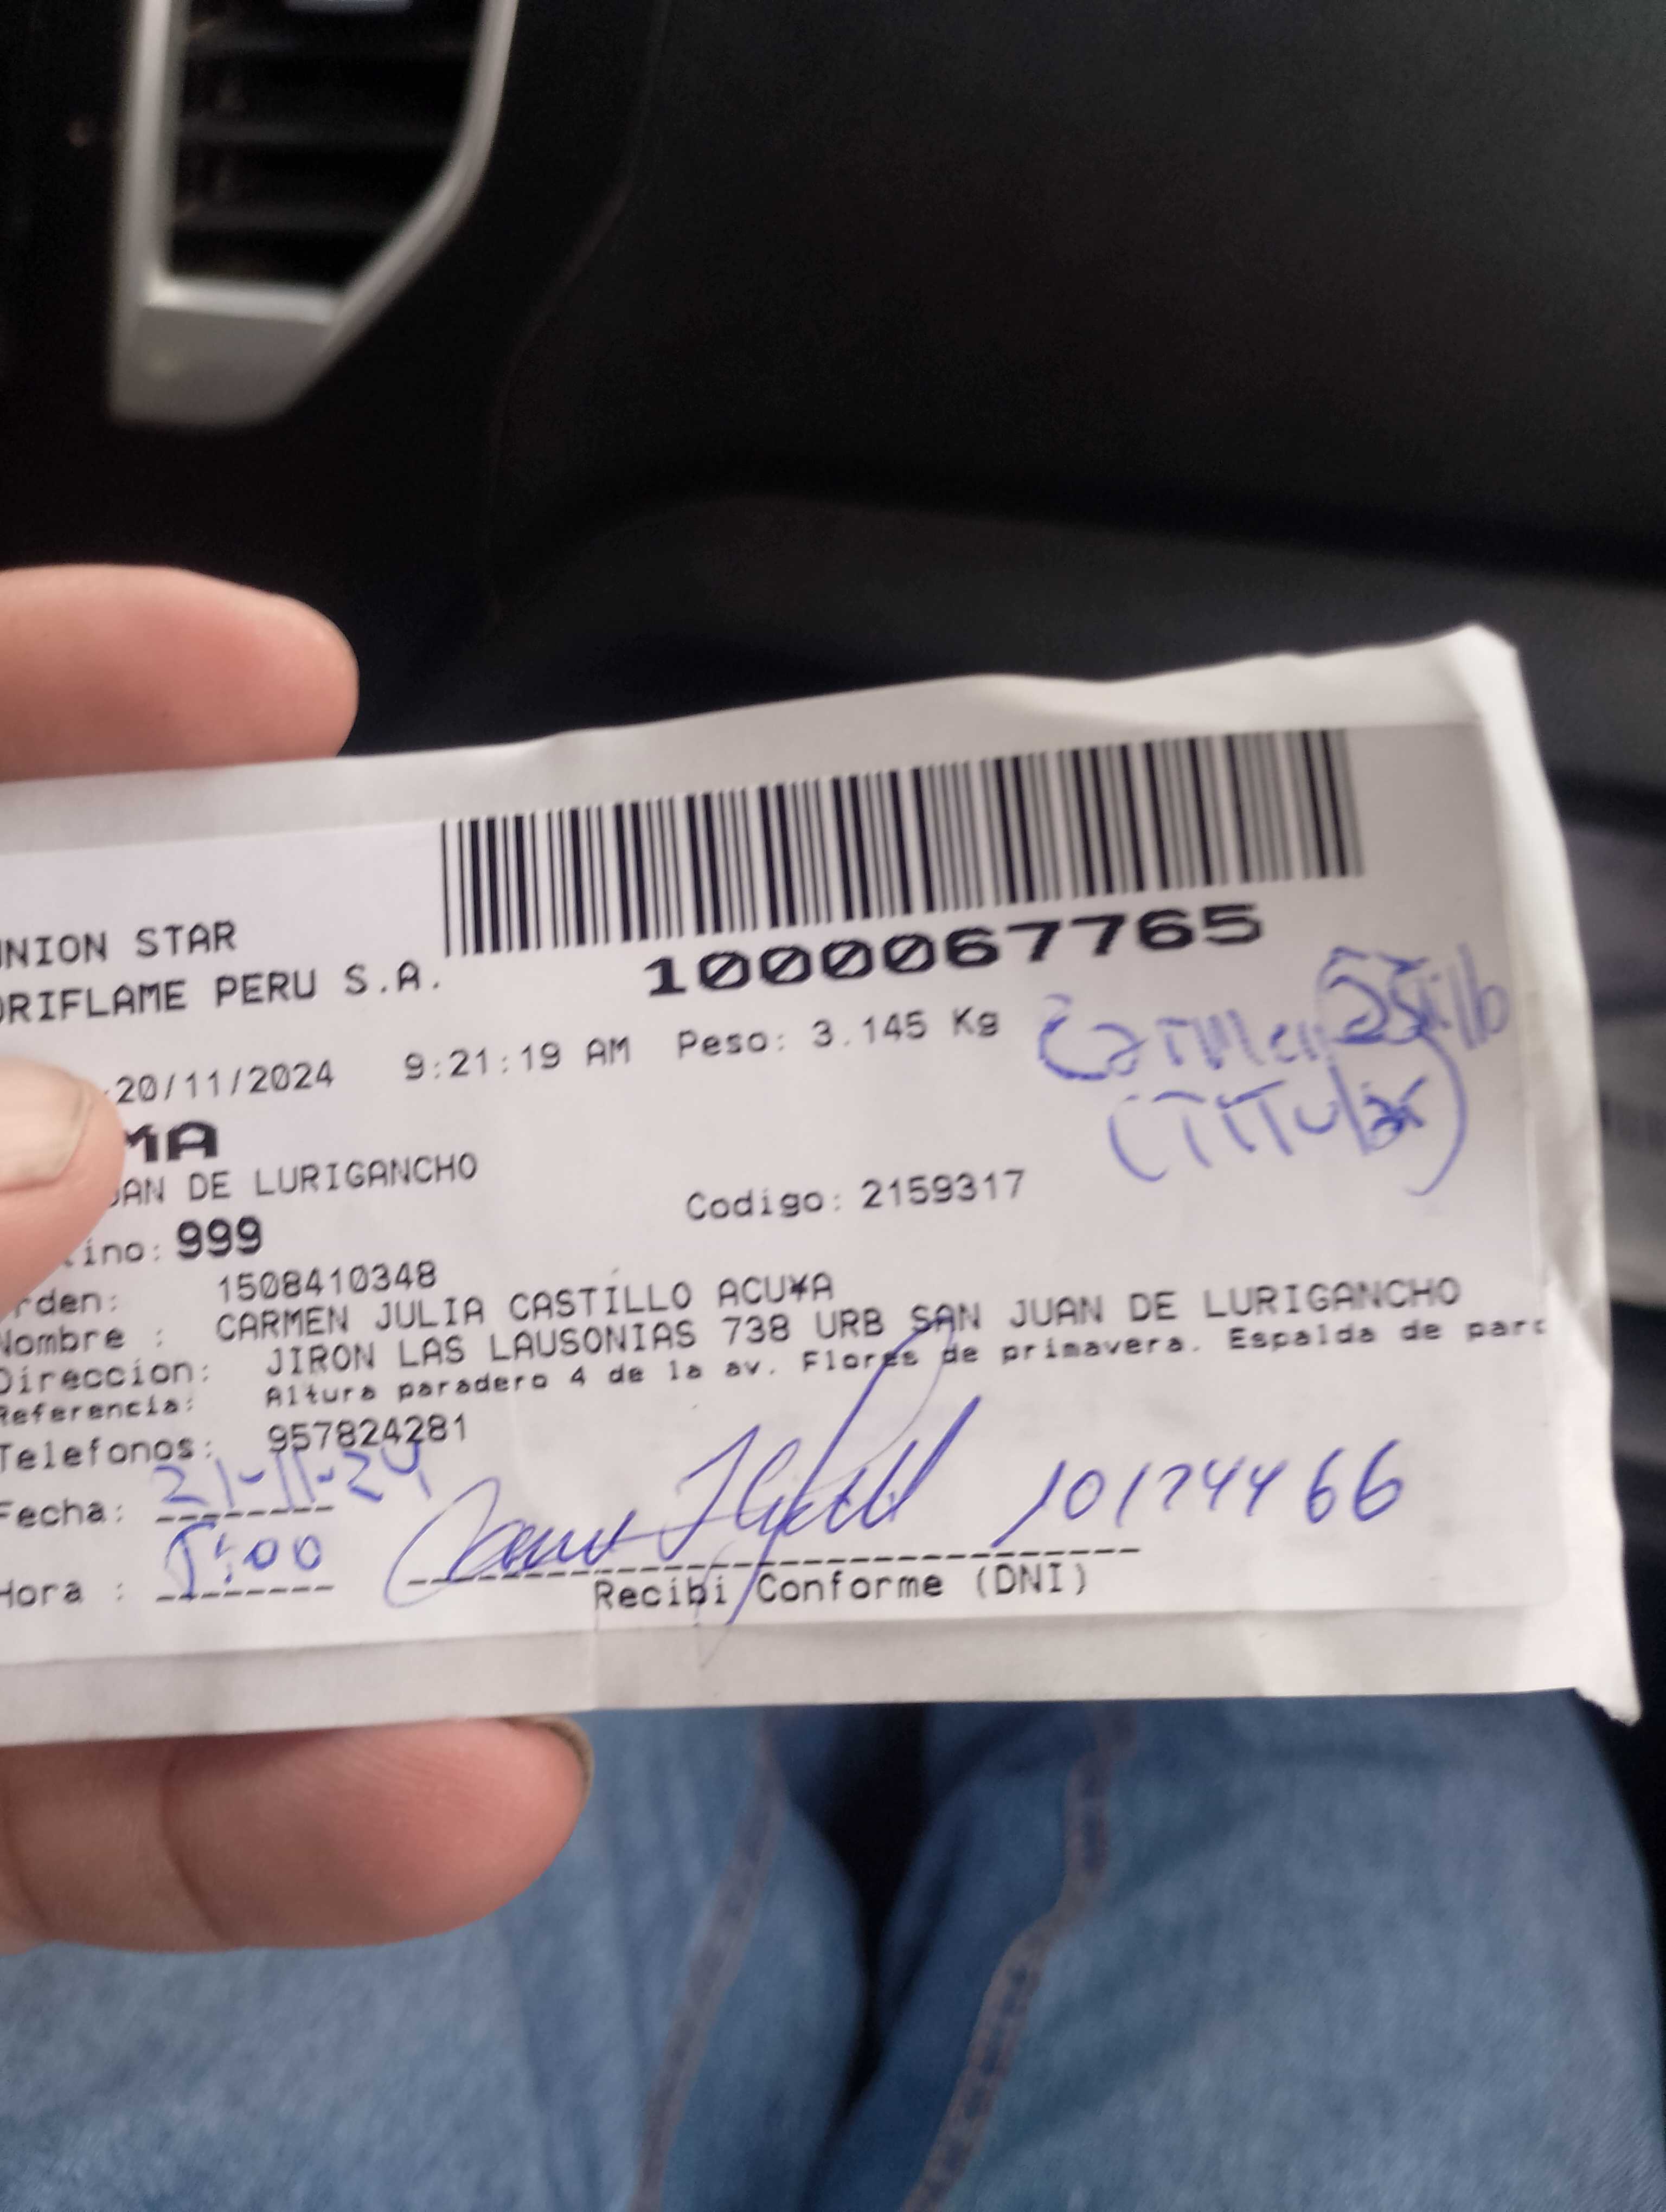 UNION STAR
ORIFLAME PERU S.A.
1000067765
20/11/2024 9:21:19 AM Peso: 3.145 Kg
Carmen Castillo
(TITular)
MA
JAN DE LURIGANCHO
Codigo: 2159317
tino: 999
rden: 1508410348
Nombre : CARMEN JULIA CASTILLO ACU¥A
Direccion: JIRON LAS LAUSONIAS 738 URB SAN JUAN DE LURIGANCHO
Referencia: Altura paradero 4 de la av. Flores de primavera. Espalda de parc
Telefonos: 957824281
Fecha: 21-11-24
Hora : :00
10174466
Recibi Conforme (DNI)